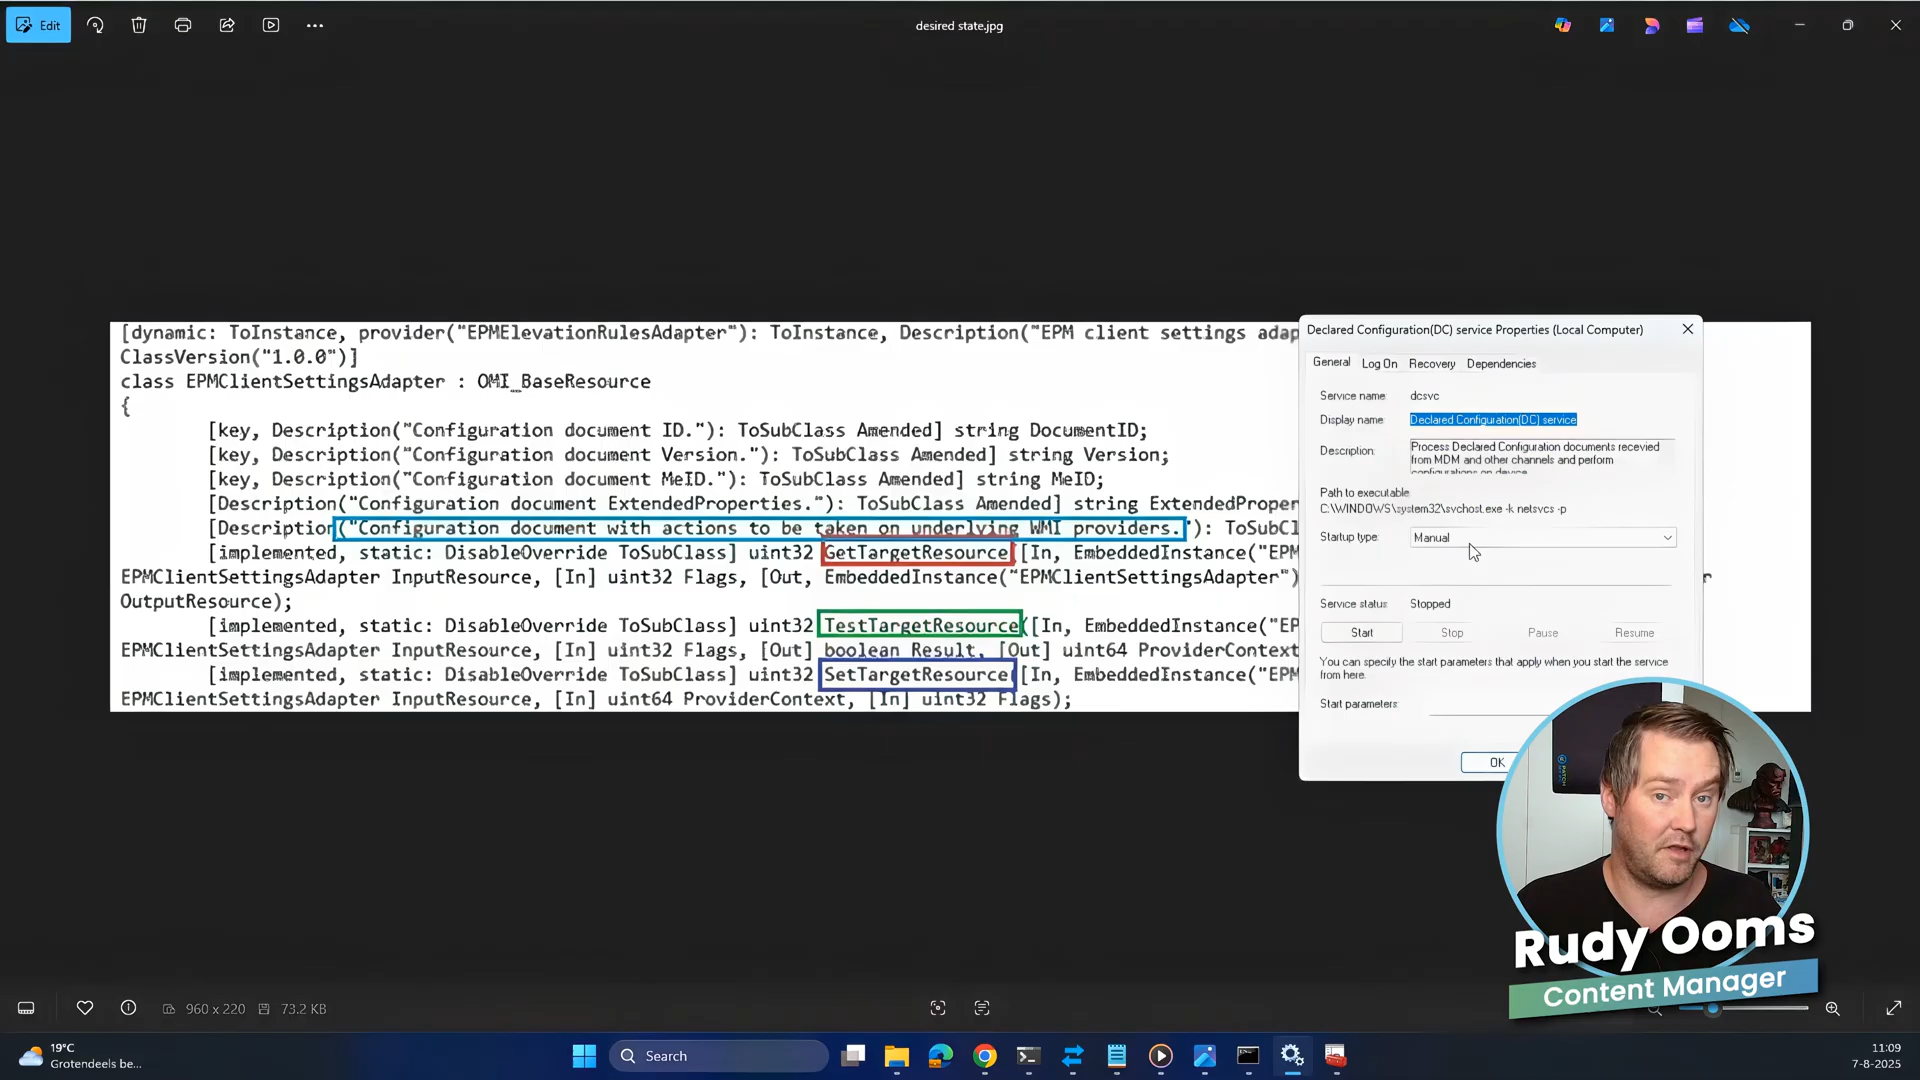 Edit
desired state.jpg
[dynamic: ToInstance, provider("EPMElevationRulesAdapter"): ToInstance, Description("EPM client settings adap
ClassVersion("1.0.0")]
class EPMClientSettingsAdapter : OMI_BaseResource
{
[key, Description("Configuration document ID."): ToSubClass Amended] string DocumentID;
[key, Description("Configuration document Version."): ToSubClass Amended] string Version;
[key, Description("Configuration document MeID."): ToSubClass Amended] string MeID;
[Description("Configuration document ExtendedProperties."): ToSubClass Amended] string ExtendedProper
[Description("Configuration document with actions to be taken on underlying WMI providers."): ToSubCl
[implemented, static: DisableOverride ToSubClass] uint32 GetTargetResource([In, EmbeddedInstance("EPM
EPMClientSettingsAdapter InputResource, [In] uint32 Flags, [Out, EmbeddedInstance("EPMClientSettingsAdapter")
OutputResource);
[implemented, static: DisableOverride ToSubClass] uint32 TestTargetResource([In, EmbeddedInstance("EP
EPMClientSettingsAdapter InputResource, [In] uint32 Flags, [Out] boolean Result, [Out] uint64 ProviderContext
[implemented, static: DisableOverride ToSubClass] uint32 SetTargetResource([In, EmbeddedInstance("EPM
EPMClientSettingsAdapter InputResource, [In] uint64 ProviderContext, [In] uint32 Flags);
Declared Configuration(DC) service Properties (Local Computer)
General Log On Recovery Dependencies
Service name: dcsvc
Display name: Declared Configuration(DC) service
Description: Process Declared Configuration documents recevied
from MDM and other channels and perform
configurations on device
Path to executable:
C:\WINDOWS\system32\svchost.exe -k netsvcs -p
Startup type: Manual
Service status: Stopped
Start Stop Pause Resume
You can specify the start parameters that apply when you start the service
from here.
Start parameters:
OK
Rudy Ooms
Content Manager
960 x 220 73.2 KB
19°C
Grotendeels be...
Search
11:09
7-8-2025